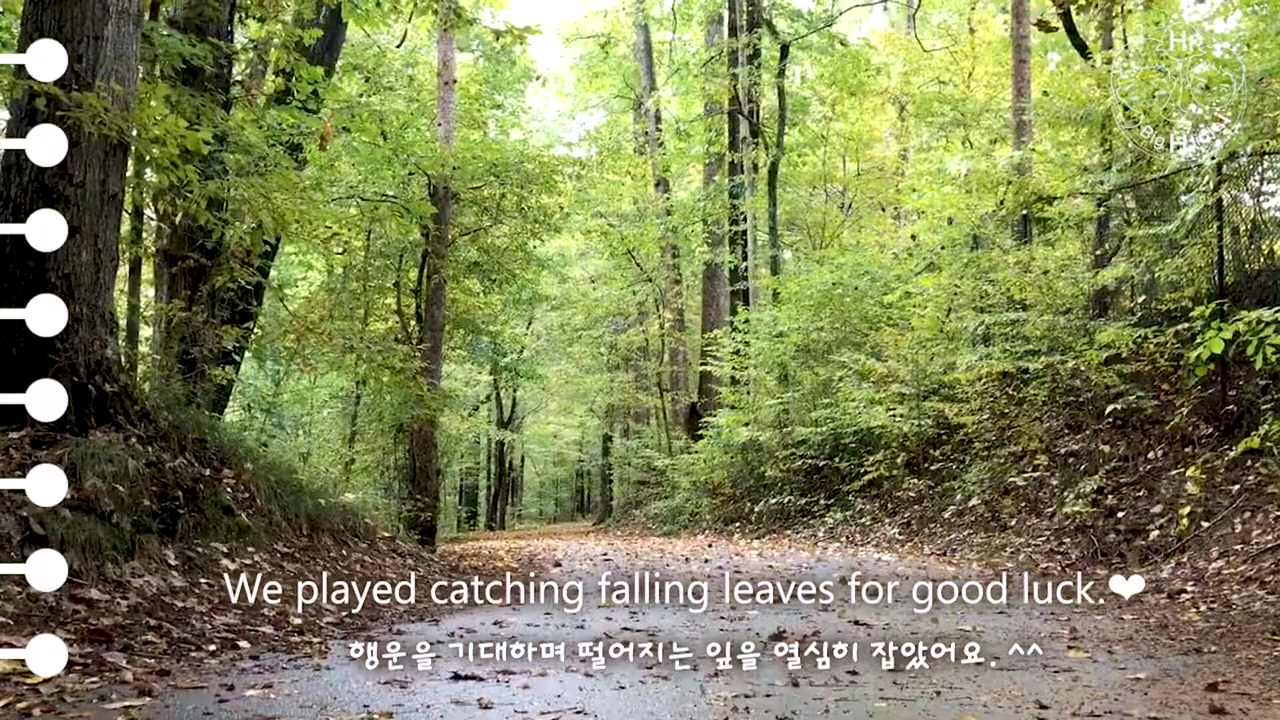 HR
We played catching falling leaves for good luck.❤
행운을 기대하며 떨어지는 잎을 열심히 잡았어요. ^^